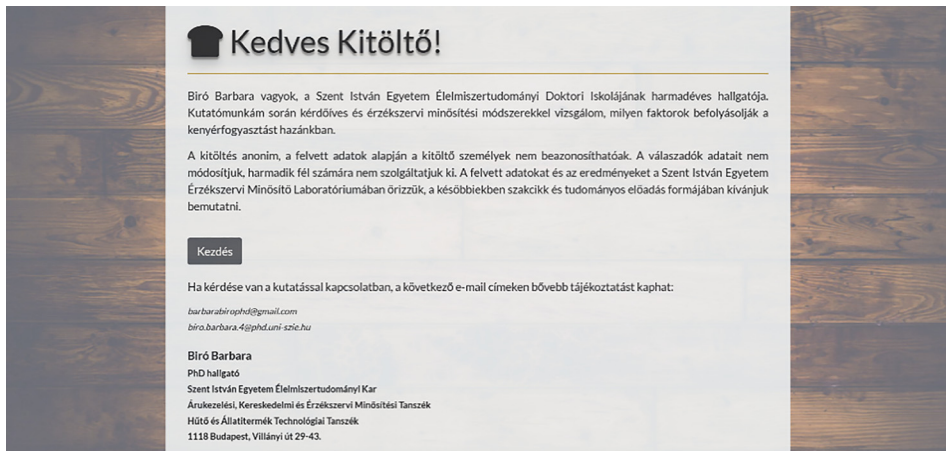 Kedves Kitöltő!
Biró Barbara vagyok, a Szent István Egyetem Élelmiszertudományi Doktori Iskolájának harmadéves hallgatója.
Kutatómunkám során kérdőíves és érzékszervi minősítési módszerekkel vizsgálom, milyen faktorok befolyásolják a
kenyérfogyasztást hazánkban.
A kitöltés anonim, a felvett adatok alapján a kitöltő személyek nem beazonosíthatóak. A válaszadók adatait nem
módosítjuk, harmadik fél számára nem szolgáltatjuk ki. A felvett adatokat és az eredményeket a Szent István Egyetem
Érzékszervi Minősítő Laboratóriumában őrizzük, a későbbiekben szakcikk és tudományos előadás formájában kívánjuk
bemutatni.
Kezdés
Ha kérdése van a kutatással kapcsolatban, a következő e-mail címeken bővebb tájékoztatást kaphat:
barbarabirophd@gmail.com
biro.barbara.4@phd.uni-szie.hu
Biró Barbara
PhD hallgató
Szent István Egyetem Élelmiszertudományi Kar
Árukezelési, Kereskedelmi és Érzékszervi Minősítési Tanszék
Hűtő és Állatitermék Technológiai Tanszék
1118 Budapest, Villányi út 29-43.